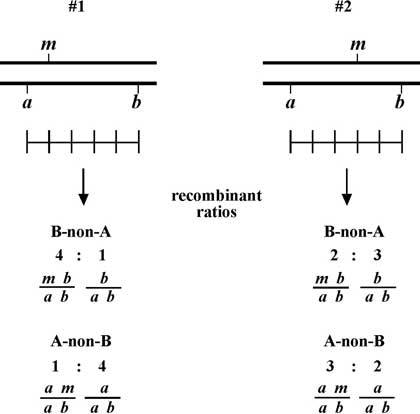 #1 #2
m m
a b a b
recombinant
ratios
B-non-A B-non-A
4 : 1 2 : 3
m b b m b b
a b a b a b a b
A-non-B A-non-B
1 : 4 3 : 2
a m a a m a
a b a b a b a b